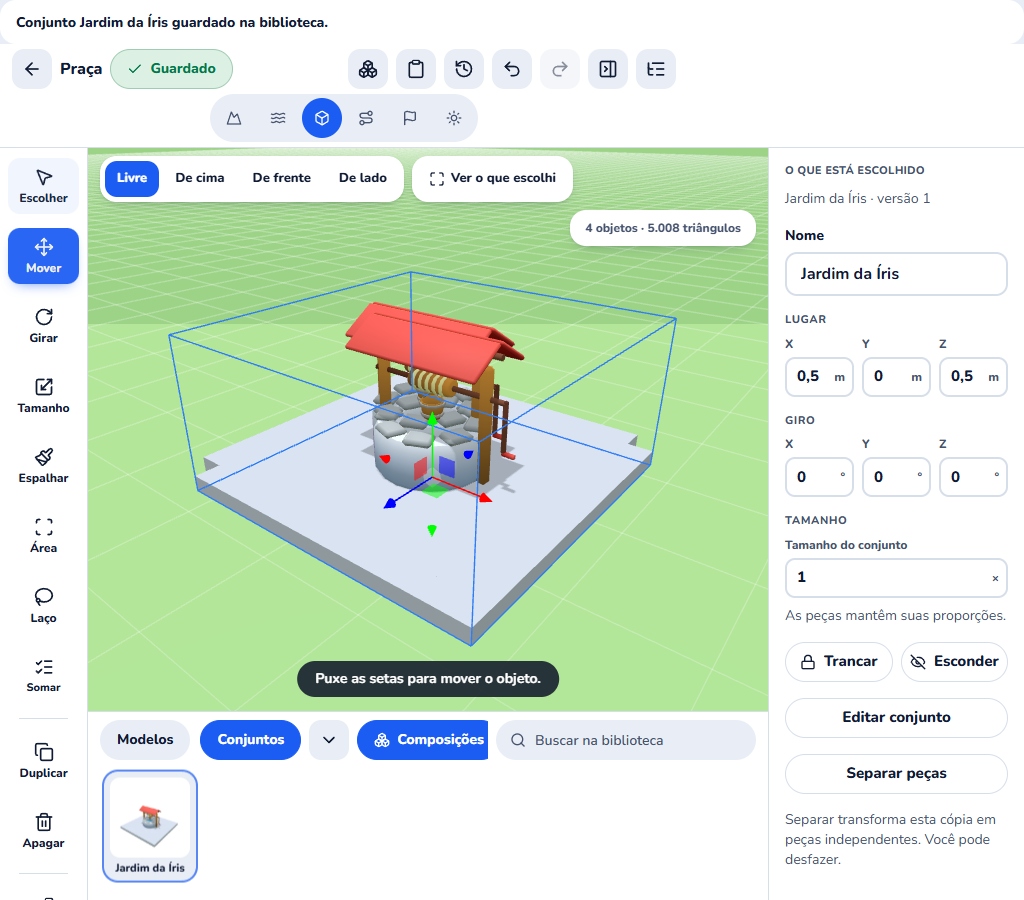 Conjunto Jardim da Íris guardado na biblioteca.
Praça
Guardado
Escolher
Mover
Girar
Tamanho
Espalhar
Área
Laço
Somar
Duplicar
Apagar
Livre
De cima
De frente
De lado
Ver o que escolhi
4 objetos · 5.008 triângulos
Puxe as setas para mover o objeto.
Modelos
Conjuntos
Composições
Buscar na biblioteca
Jardim da Íris
O QUE ESTÁ ESCOLHIDO
Jardim da Íris · versão 1
Nome
Jardim da Íris
LUGAR
X Y Z
0,5 m 0 m 0,5 m
GIRO
X Y Z
0 ° 0 ° 0 °
TAMANHO
Tamanho do conjunto
1 ×
As peças mantêm suas proporções.
Trancar
Esconder
Editar conjunto
Separar peças
Separar transforma esta cópia em
peças independentes. Você pode
desfazer.